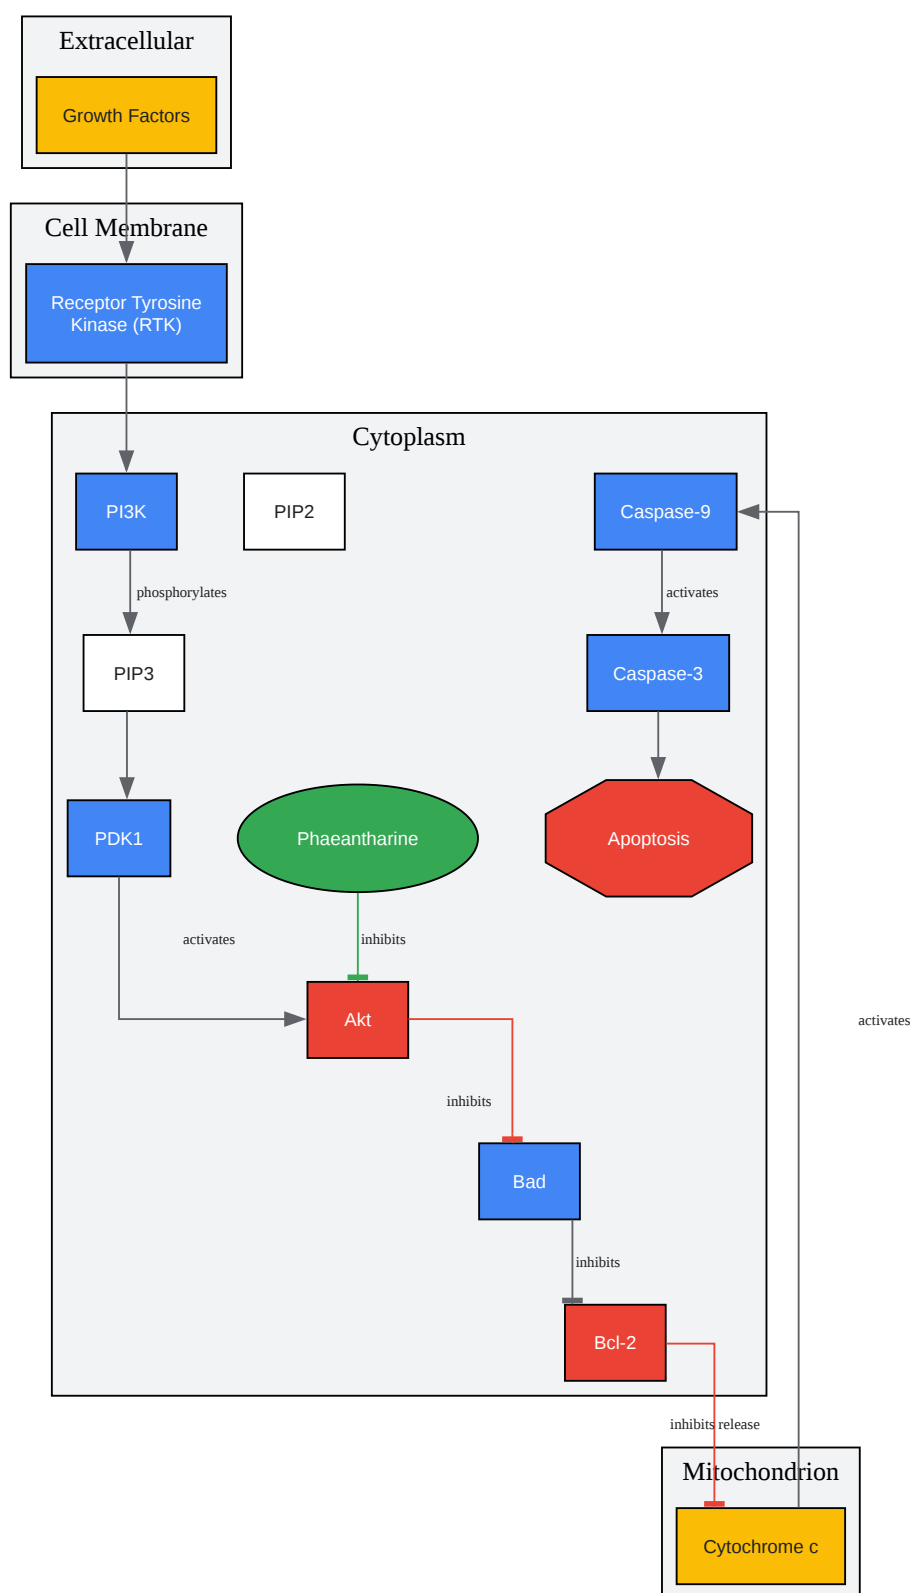 Extracellular
Growth Factors
Cell Membrane
Receptor Tyrosine
Kinase (RTK)
Cytoplasm
PI3K
PIP2
Caspase-9
phosphorylates
activates
PIP3
Caspase-3
PDK1
Phaeantharine
Apoptosis
activates
inhibits
Akt
activates
inhibits
Bad
inhibits
Bcl-2
inhibits release
Mitochondrion
Cytochrome c